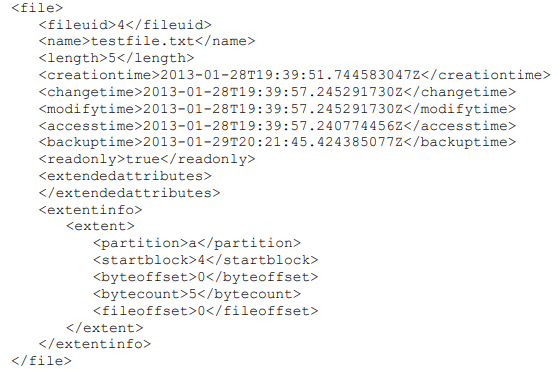 <file>
<fileuid>4</fileuid>
<name>testfile.txt</name>
<length>5</length>
<creationtime>2013-01-28T19:39:51.744583047Z</creationtime>
<changetime>2013-01-28T19:39:57.245291730Z</changetime>
<modifytime>2013-01-28T19:39:57.245291730Z</modifytime>
<accesstime>2013-01-28T19:39:57.240774456Z</accesstime>
<backuptime>2013-01-29T20:21:45.424385077Z</backuptime>
<readonly>true</readonly>
<extendedattributes>
</extendedattributes>
<extentinfo>
<extent>
<partition>a</partition>
<startblock>4</startblock>
<byteoffset>0</byteoffset>
<bytecount>5</bytecount>
<fileoffset>0</fileoffset>
</extent>
</extentinfo>
</file>